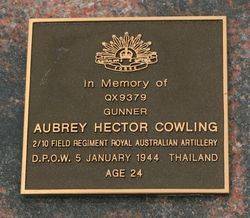 In Memory of
QX9379
GUNNER
AUBREY HECTOR COWLING
2/10 FIELD REGIMENT ROYAL AUSTRALIAN ARTILLERY
D.P.O.W. 5 JANUARY 1944 THAILAND
AGE 24